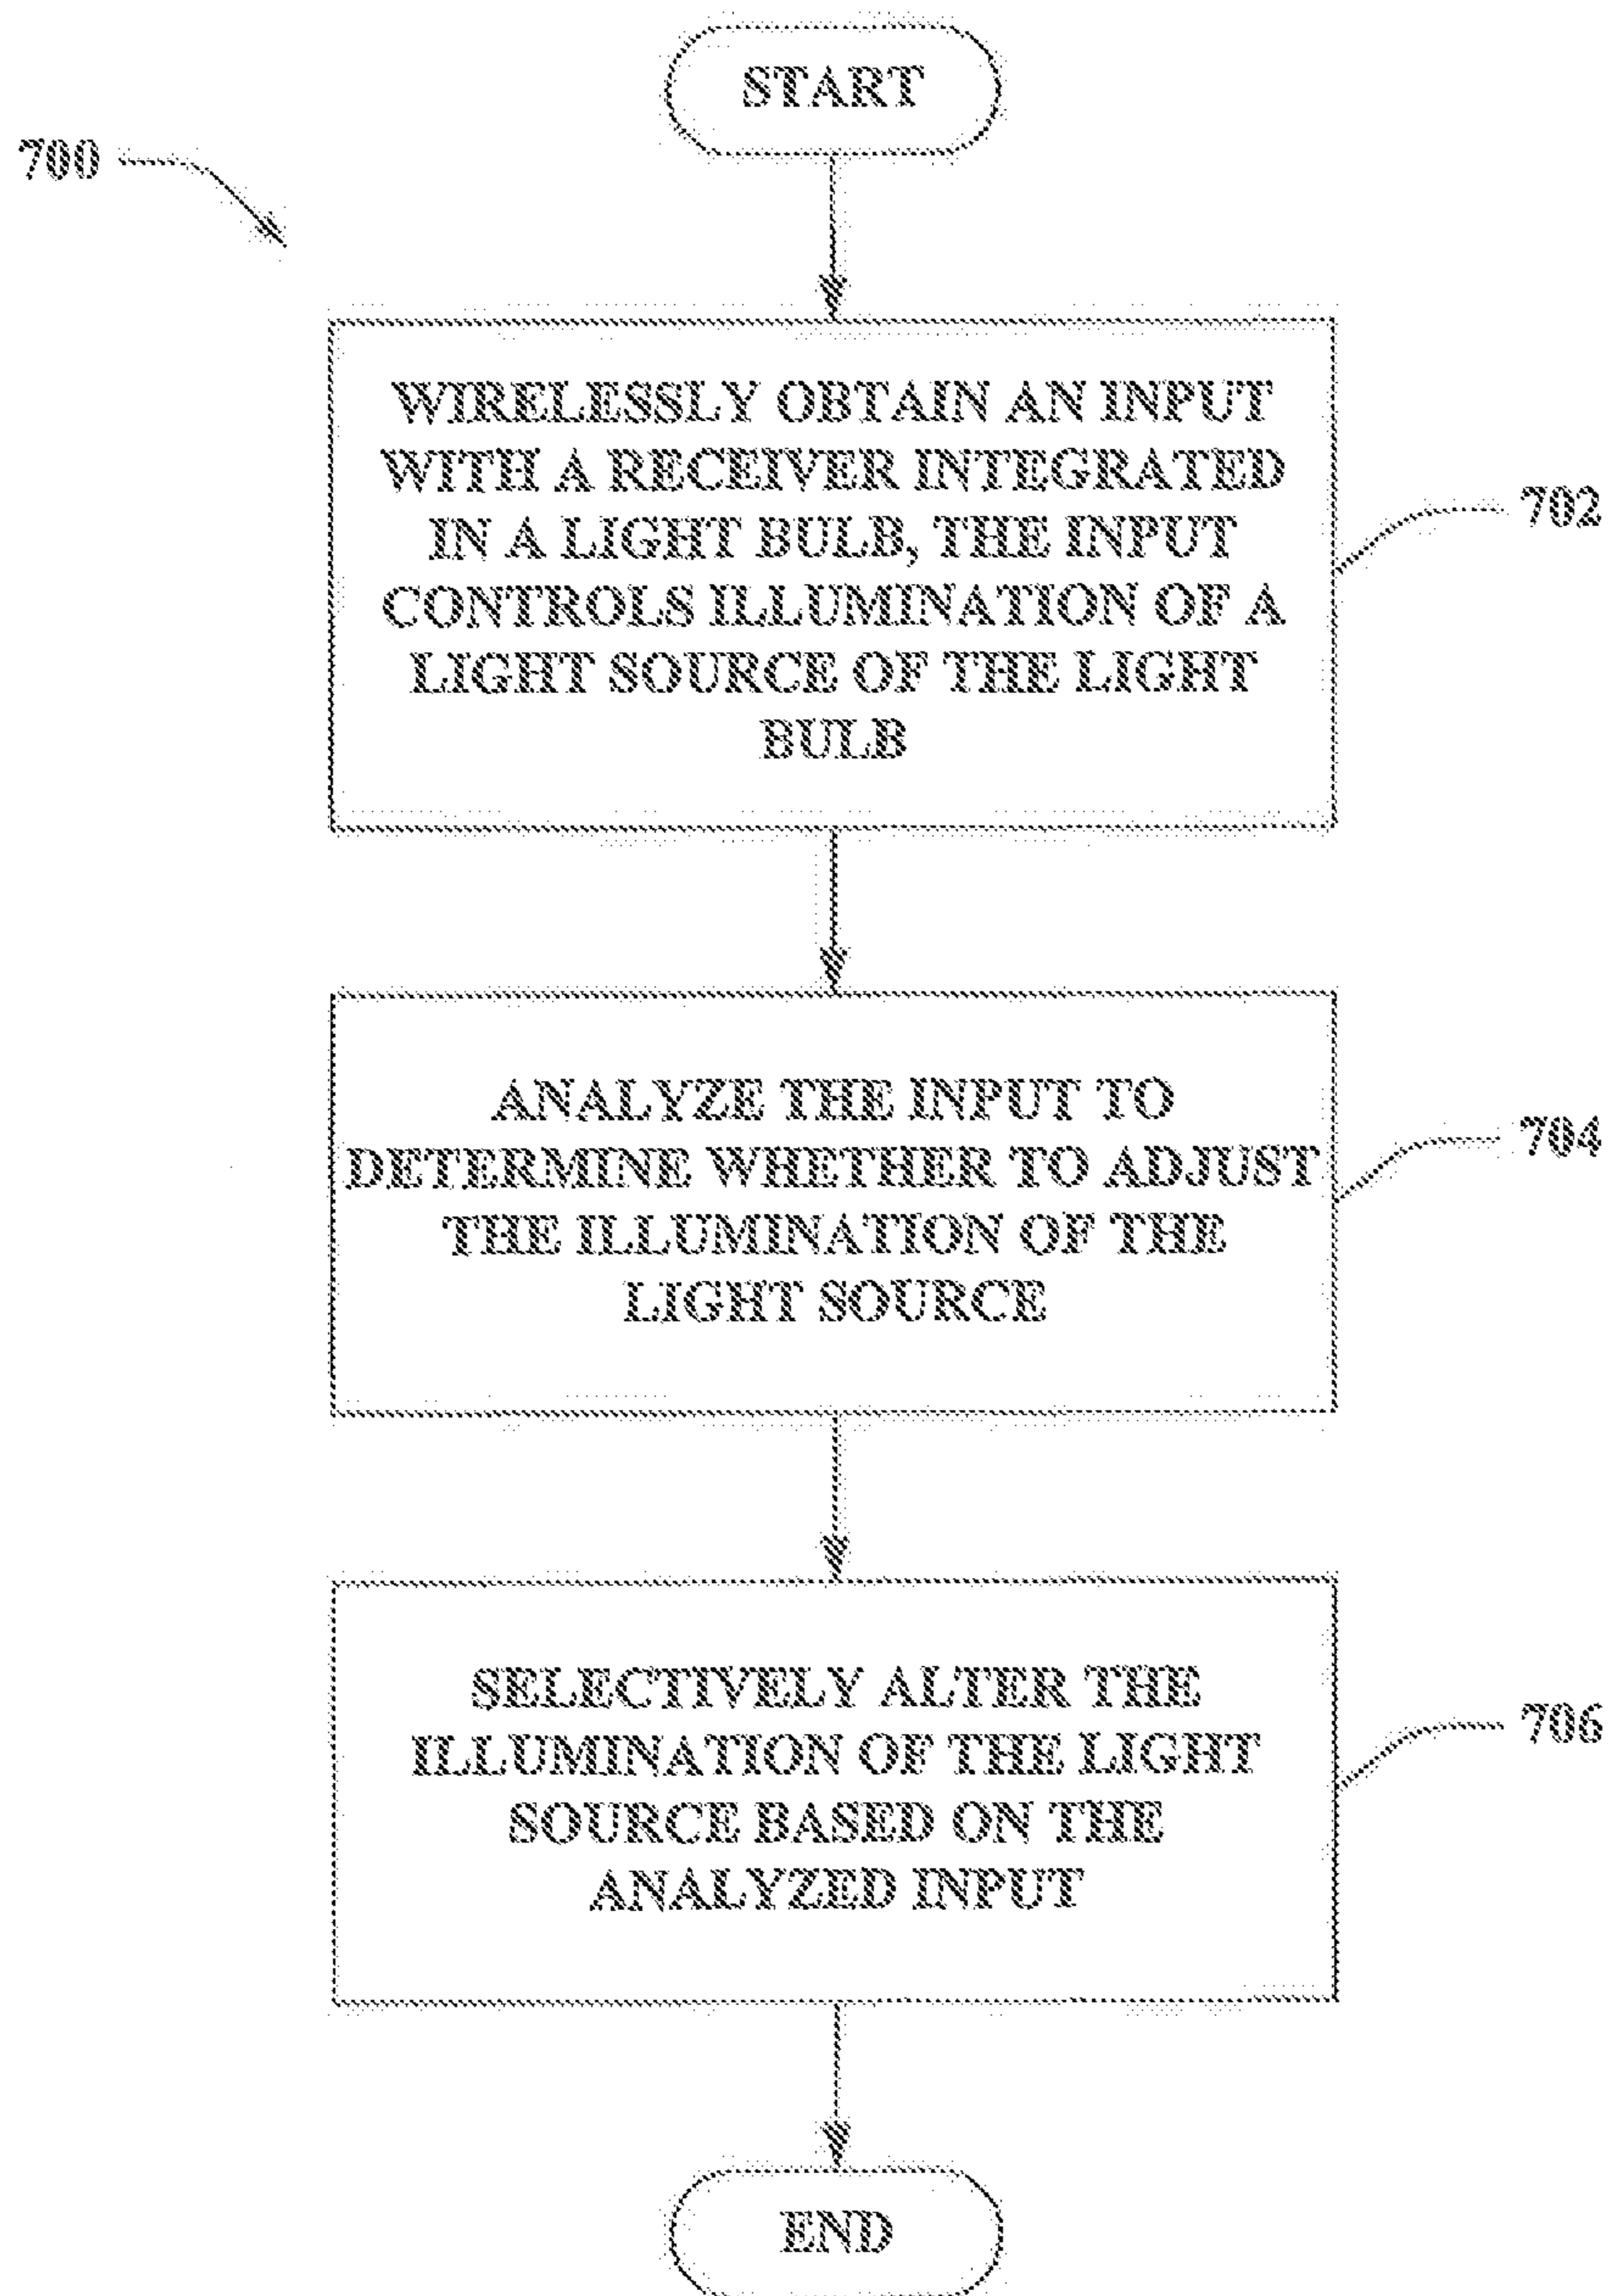 START
700
WIRELESSLY OBTAIN AN INPUT
WITH A RECEIVER INTEGRATED
IN A LIGHT BULB, THE INPUT
CONTROLS ILLUMINATION OF A
LIGHT SOURCE OF THE LIGHT
BULB
702
ANALYZE THE INPUT TO
DETERMINE WHETHER TO ADJUST
THE ILLUMINATION OF THE
LIGHT SOURCE
704
SELECTIVELY ALTER THE
ILLUMINATION OF THE LIGHT
SOURCE BASED ON THE
ANALYZED INPUT
706
END